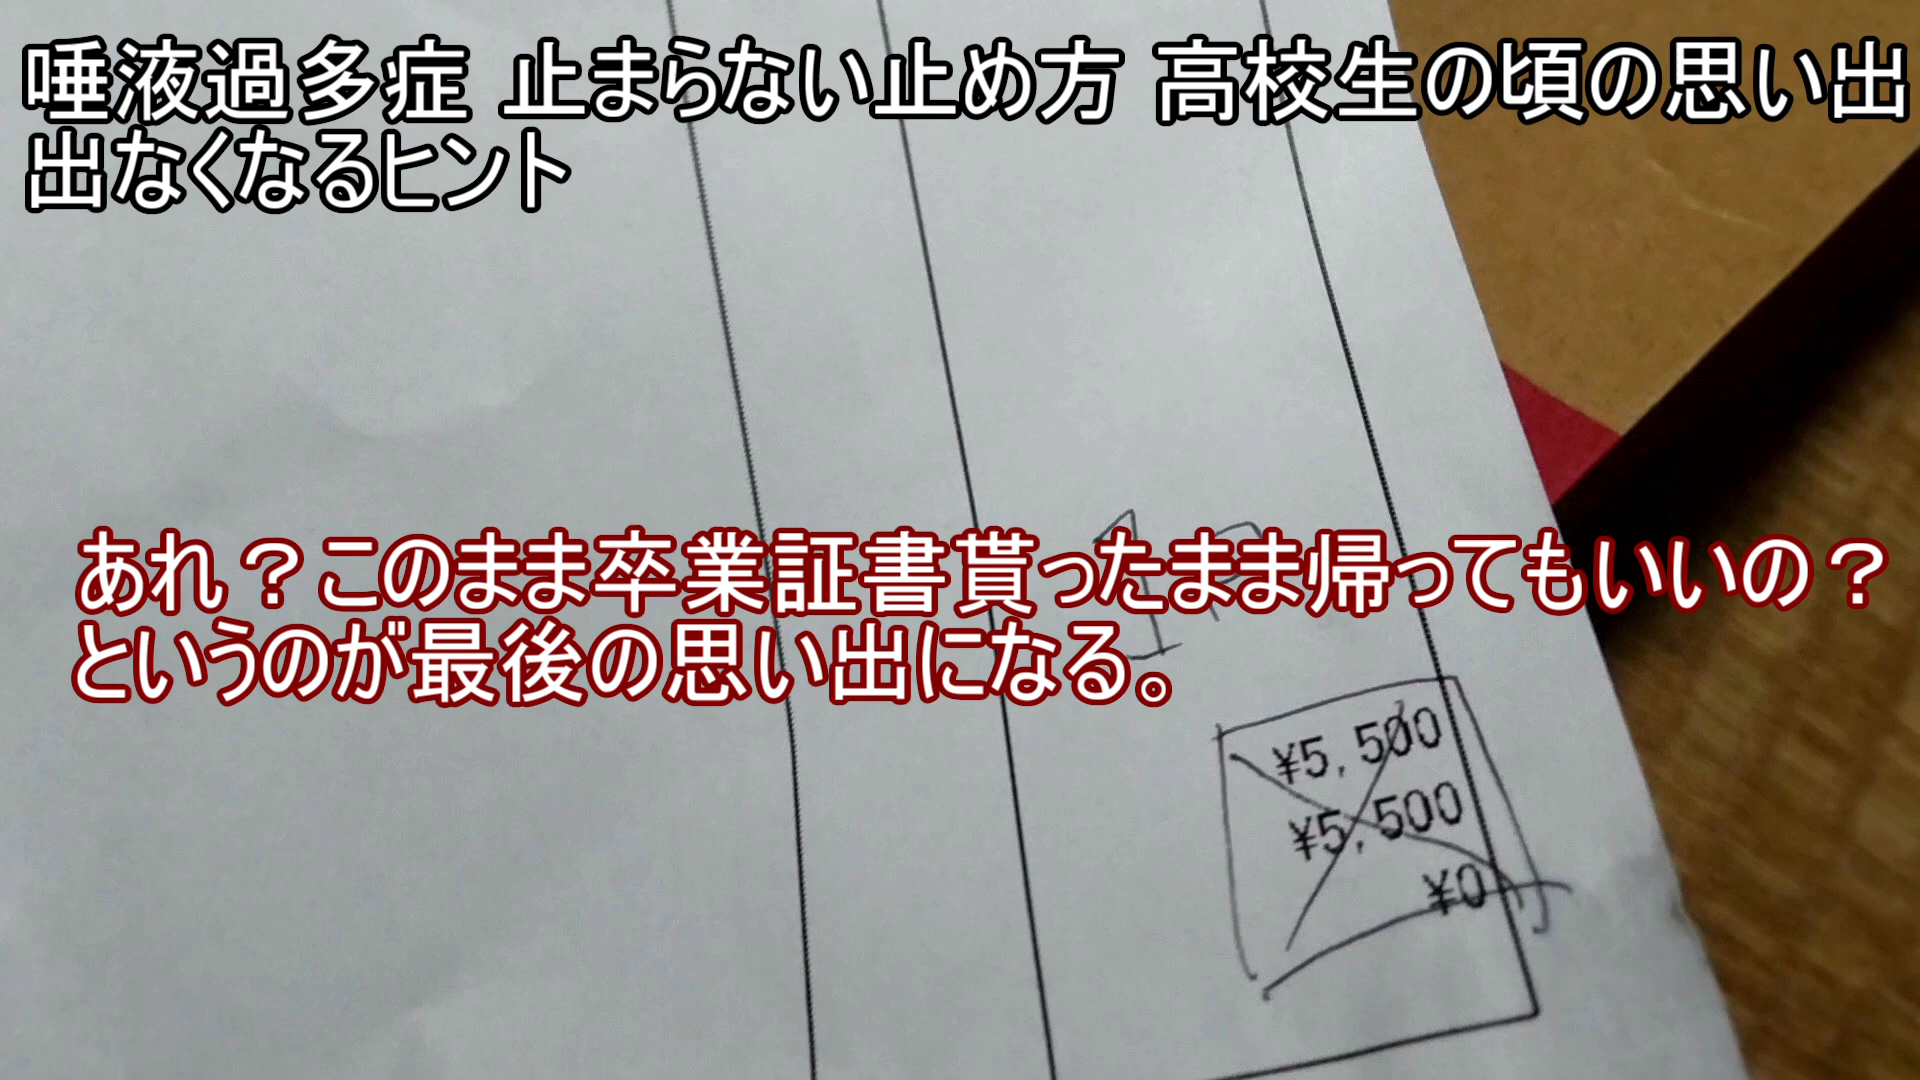 唾液過多症 止まらない止め方 高校生の頃の思い出
出なくなるヒント
あれ？このまま卒業証書貰ったまま帰ってもいいの？
というのが最後の思い出になる。
¥5,500
¥5,500
¥0